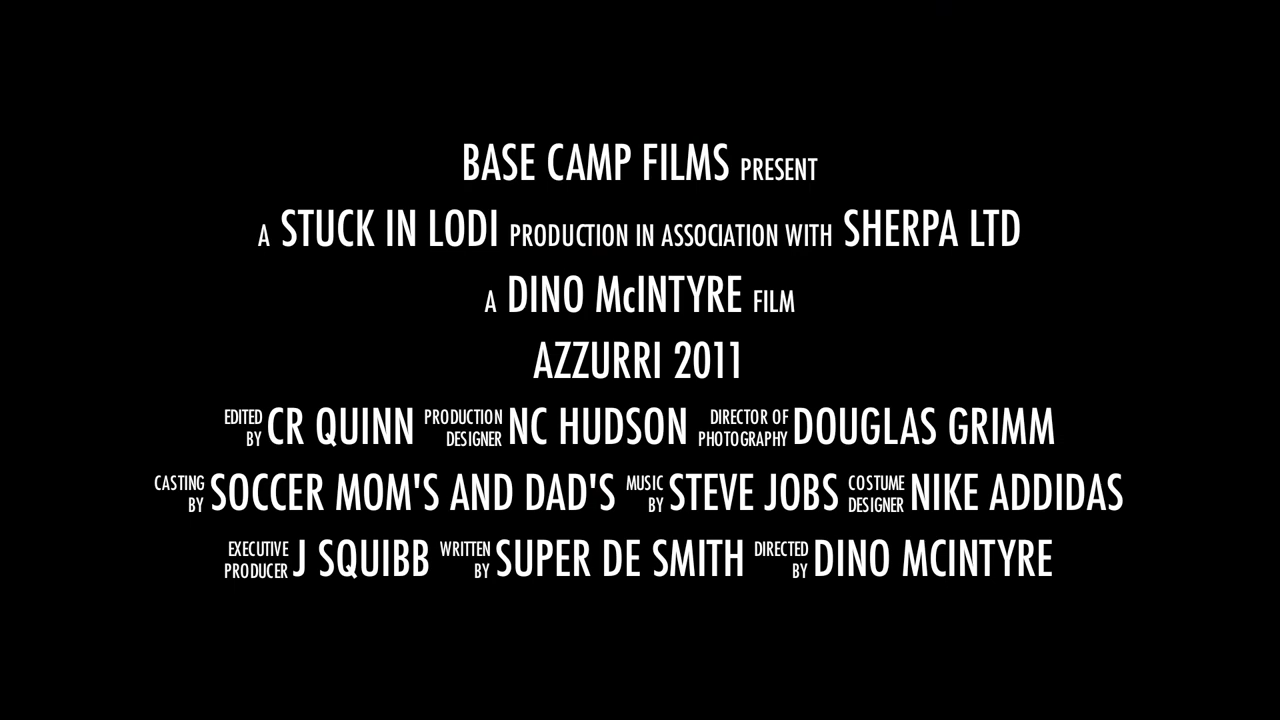 BASE CAMP FILMS PRESENT
A STUCK IN LODI PRODUCTION IN ASSOCIATION WITH SHERPA LTD
A DINO McINTYRE FILM
AZZURRI 2011
EDITED BY CR QUINN PRODUCTION DESIGNER NC HUDSON DIRECTOR OF PHOTOGRAPHY DOUGLAS GRIMM
CASTING BY SOCCER MOM'S AND DAD'S MUSIC BY STEVE JOBS COSTUME DESIGNER NIKE ADDIDAS
EXECUTIVE PRODUCER J SQUIBB WRITTEN BY SUPER DE SMITH DIRECTED BY DINO MCINTYRE